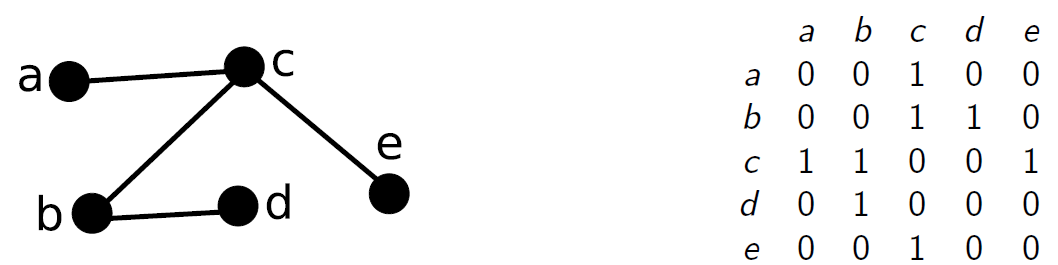 a
c
e
b
d
a b c d e
a 0 0 1 0 0
b 0 0 1 1 0
c 1 1 0 0 1
d 0 1 0 0 0
e 0 0 1 0 0